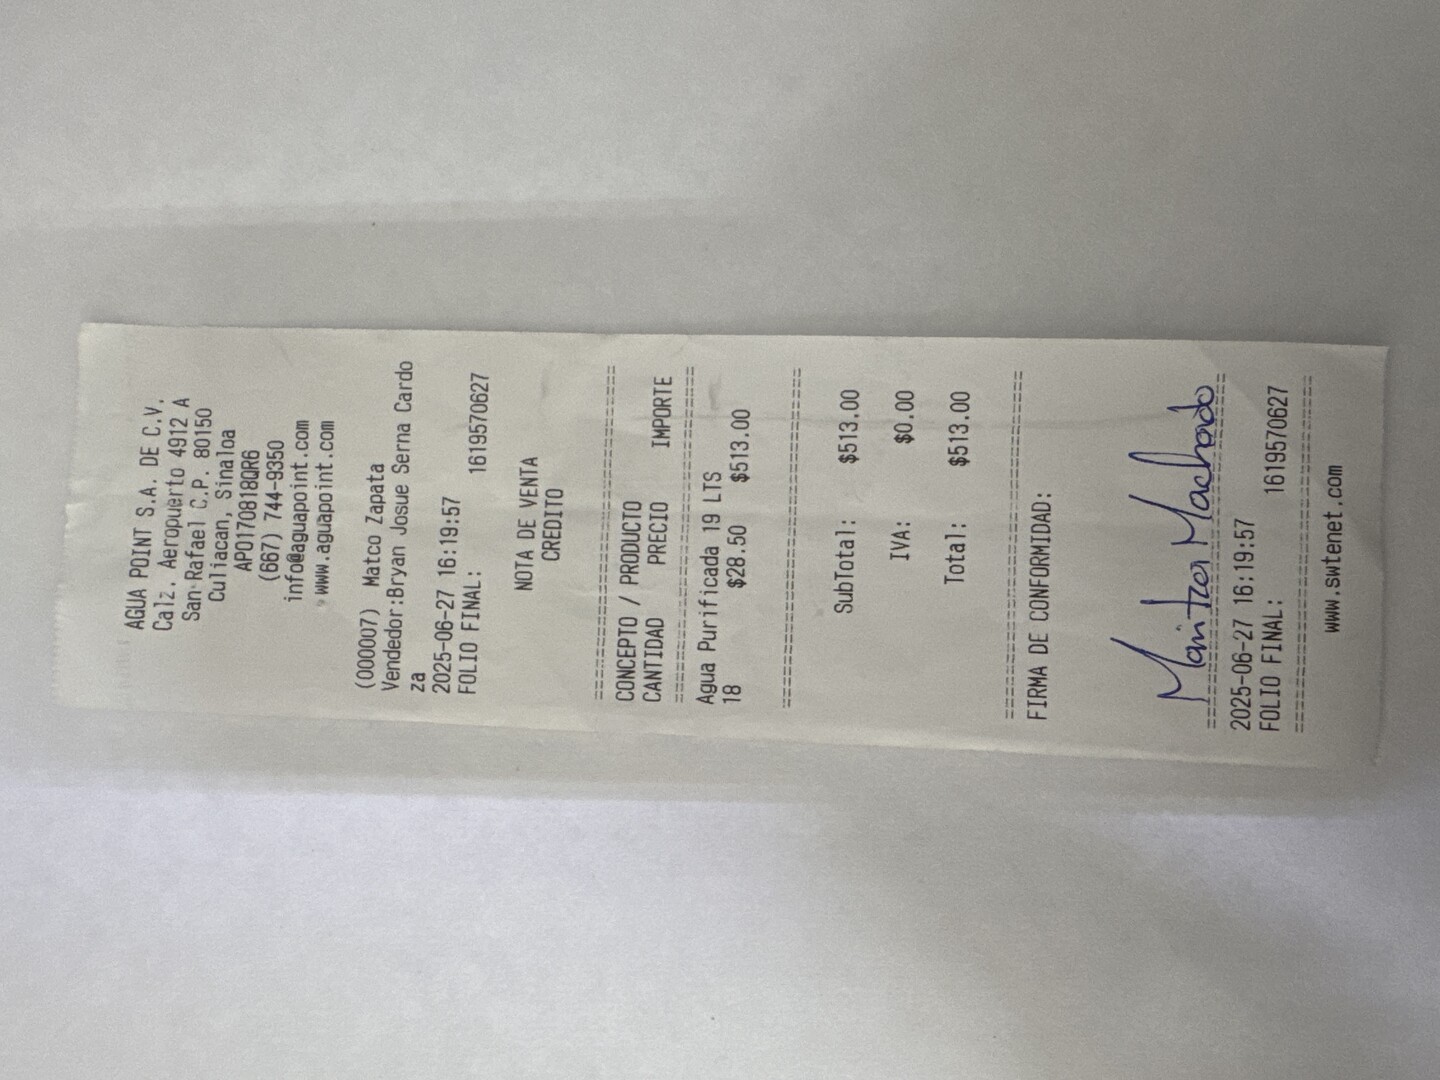 AGUA POINT S.A. DE C.V.
Calz. Aeropuerto 4912 A
San Rafael C.P. 80150
Culiacan, Sinaloa
APO170818QR6
(667) 744-9350
info@aguapoint.com
www.aguapoint.com
(000007) Matco Zapata
Vendedor:Bryan Josue Serna Cardo
za
2025-06-27 16:19:57
FOLIO FINAL: 1619570627
NOTA DE VENTA
CREDITO
CONCEPTO / PRODUCTO
CANTIDAD PRECIO IMPORTE
Agua Purificada 19 LTS
18 $28.50 $513.00
SubTotal: $513.00
IVA: $0.00
Total: $513.00
FIRMA DE CONFORMIDAD:
Maritza Machado
2025-06-27 16:19:57
FOLIO FINAL: 1619570627
www.swtenet.com